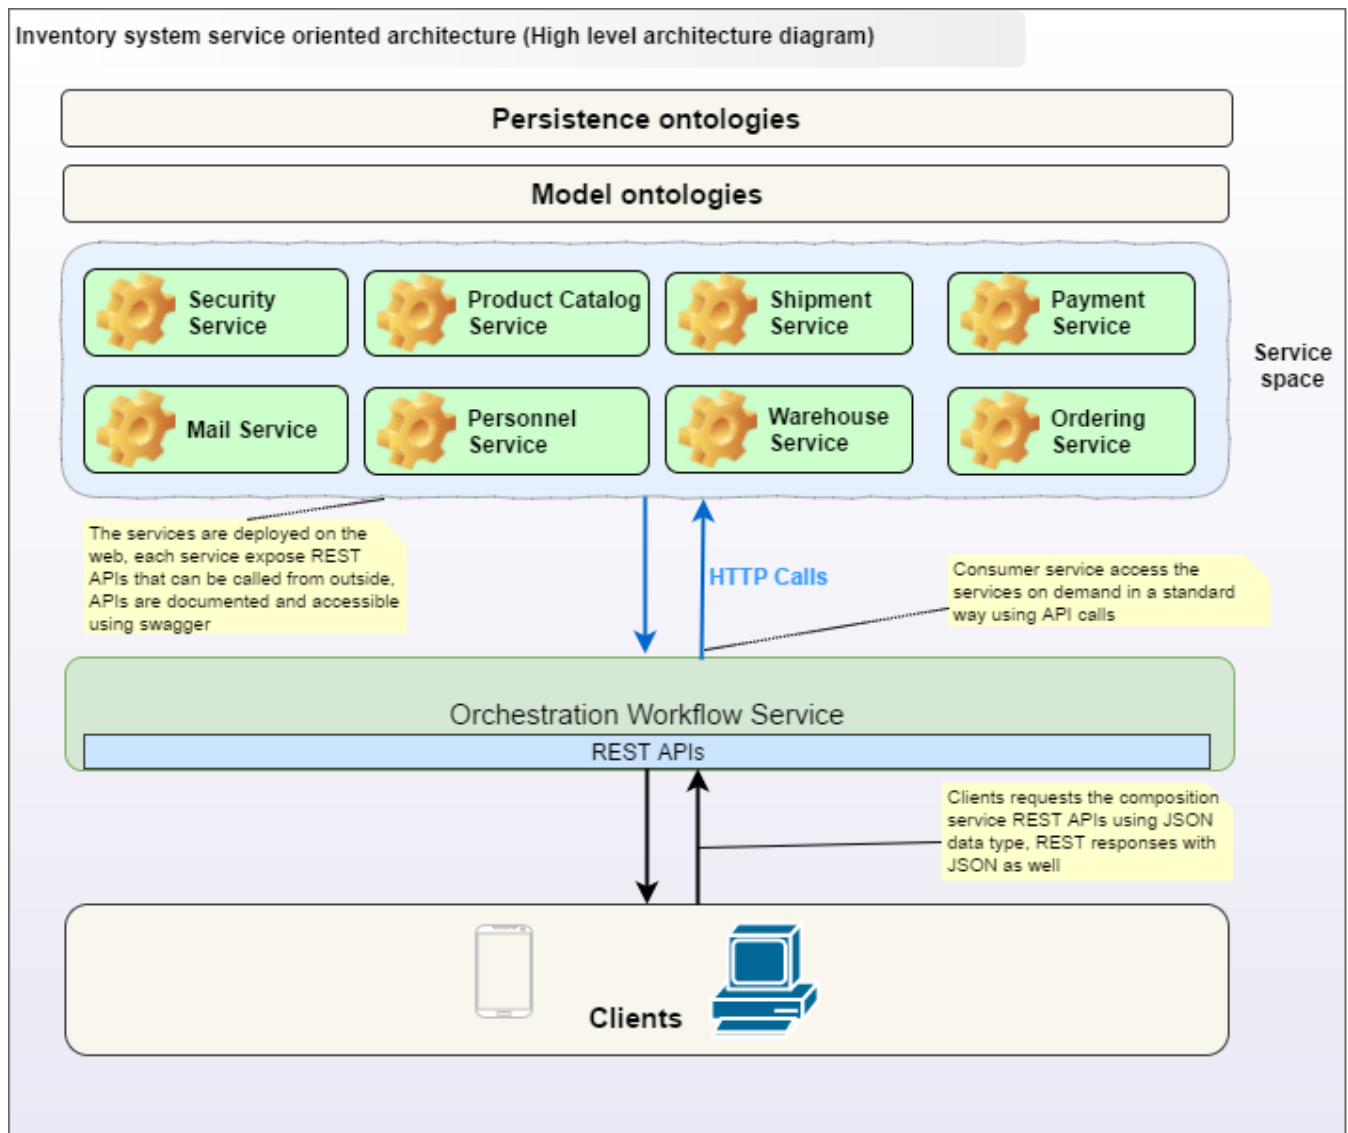 Inventory system service oriented architecture (High level architecture diagram)
Persistence ontologies
Model ontologies
Security
Service
Product Catalog
Service
Shipment
Service
Payment
Service
Mail Service
Personnel
Service
Warehouse
Service
Ordering
Service
Service
space
The services are deployed on the
web, each service expose REST
APIs that can be called from outside,
APIs are documented and accessible
using swagger
HTTP Calls
Consumer service access the
services on demand in a standard
way using API calls
Orchestration Workflow Service
REST APIs
Clients requests the composition
service REST APIs using JSON
data type, REST responses with
JSON as well
Clients